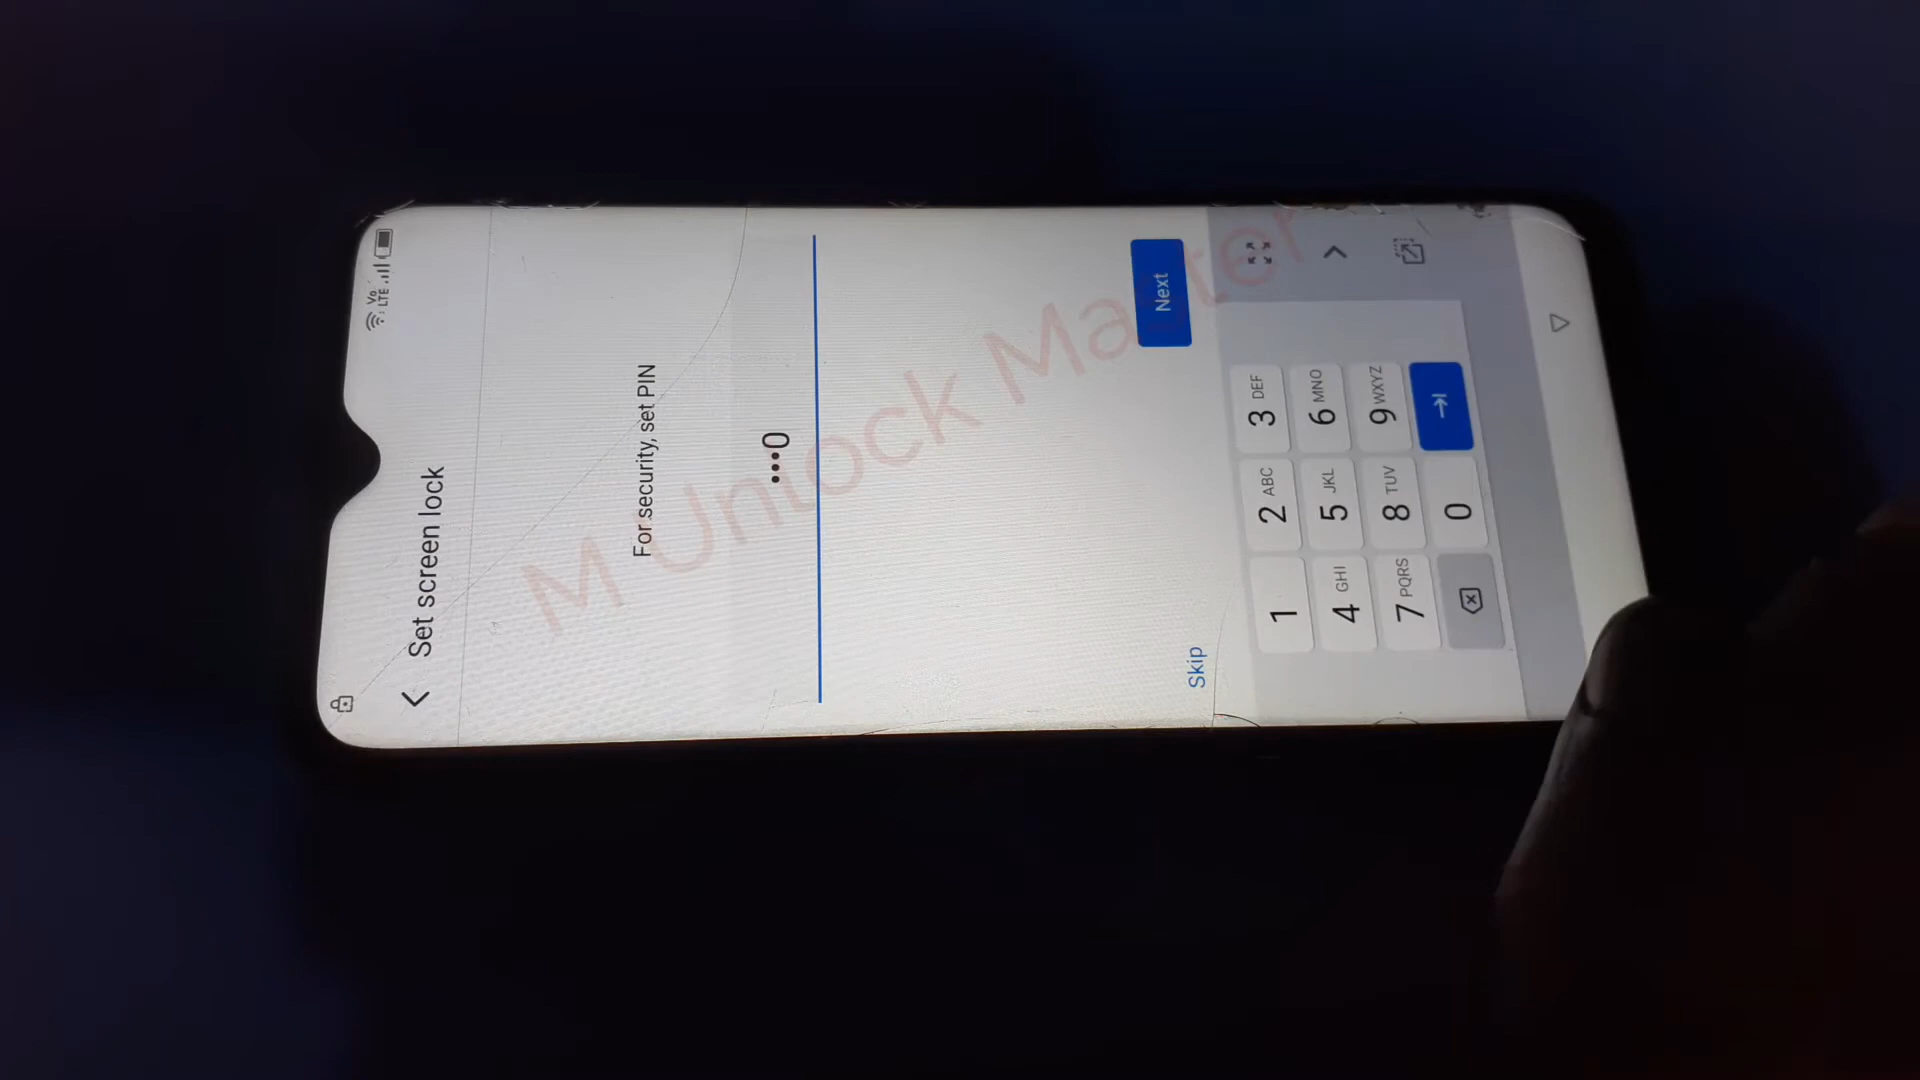 Vo
LTE
Set screen lock
For security, set PIN
•••0
M Unlock Master
Skip
Next
1
2 ABC
3 DEF
4 GHI
5 JKL
6 MNO
7 PQRS
8 TUV
9 WXYZ
0